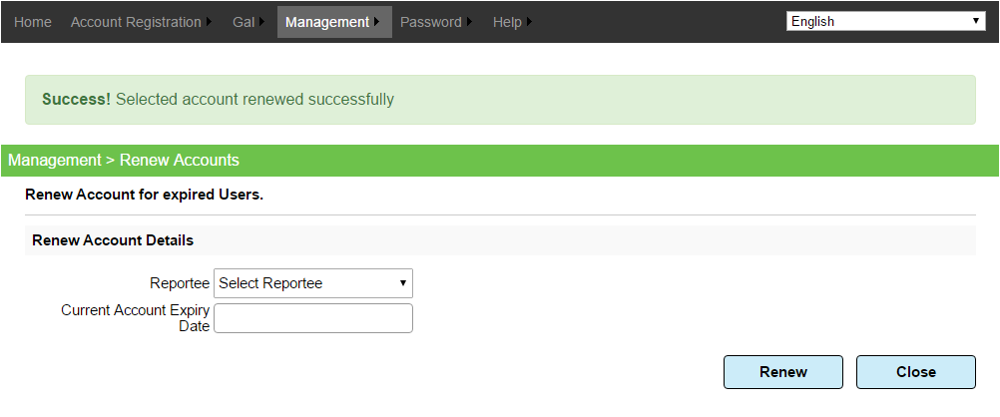 Home Account Registration Gal Management Password Help English
Success! Selected account renewed successfully
Management > Renew Accounts
Renew Account for expired Users.
Renew Account Details
Reportee Select Reportee
Current Account Expiry
Date
Renew Close